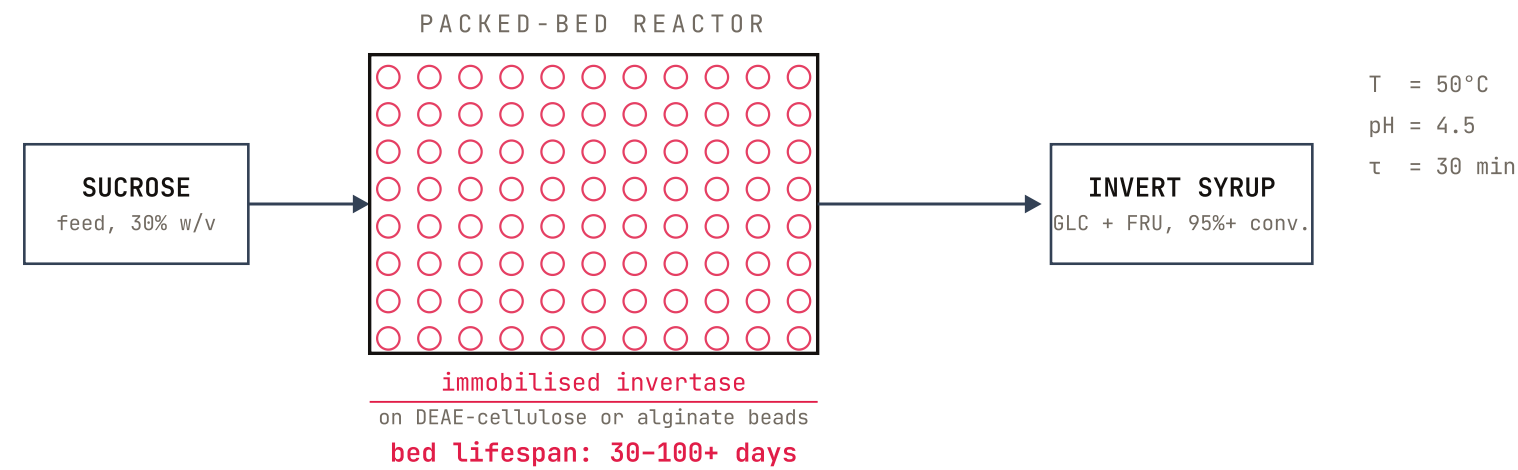 PACKED-BED REACTOR
SUCROSE
feed, 30% w/v
immobilised invertase
on DEAE-cellulose or alginate beads
bed lifespan: 30–100+ days
INVERT SYRUP
GLC + FRU, 95%+ conv.
T = 50°C
pH = 4.5
τ = 30 min